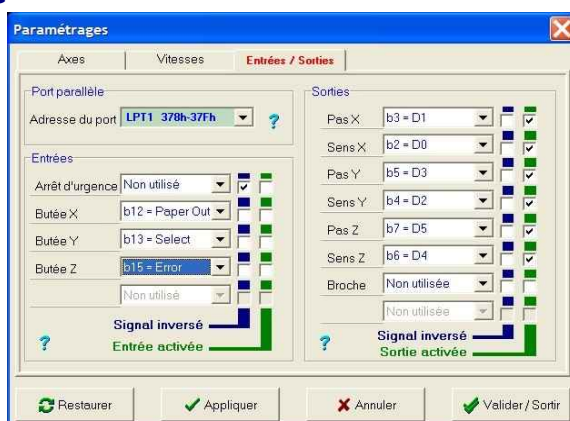 Paramétrages
Axes
Vitesses
Entrées / Sorties
Port parallèle
Adresse du port LPT1 378h-37Fh ?
Entrées
Arrêt d'urgence Non utilisé
Butée X b12 = Paper Out
Butée Y b13 = Select
Butée Z b15 = Error
Non utilisé
Signal inversé
? Entrée activée
Sorties
Pas X b3 = D1
Sens X b2 = D0
Pas Y b5 = D3
Sens Y b4 = D2
Pas Z b7 = D5
Sens Z b6 = D4
Broche Non utilisée
Non utilisée
Signal inversé
? Sortie activée
Restaurer
Appliquer
Annuler
Valider / Sortir